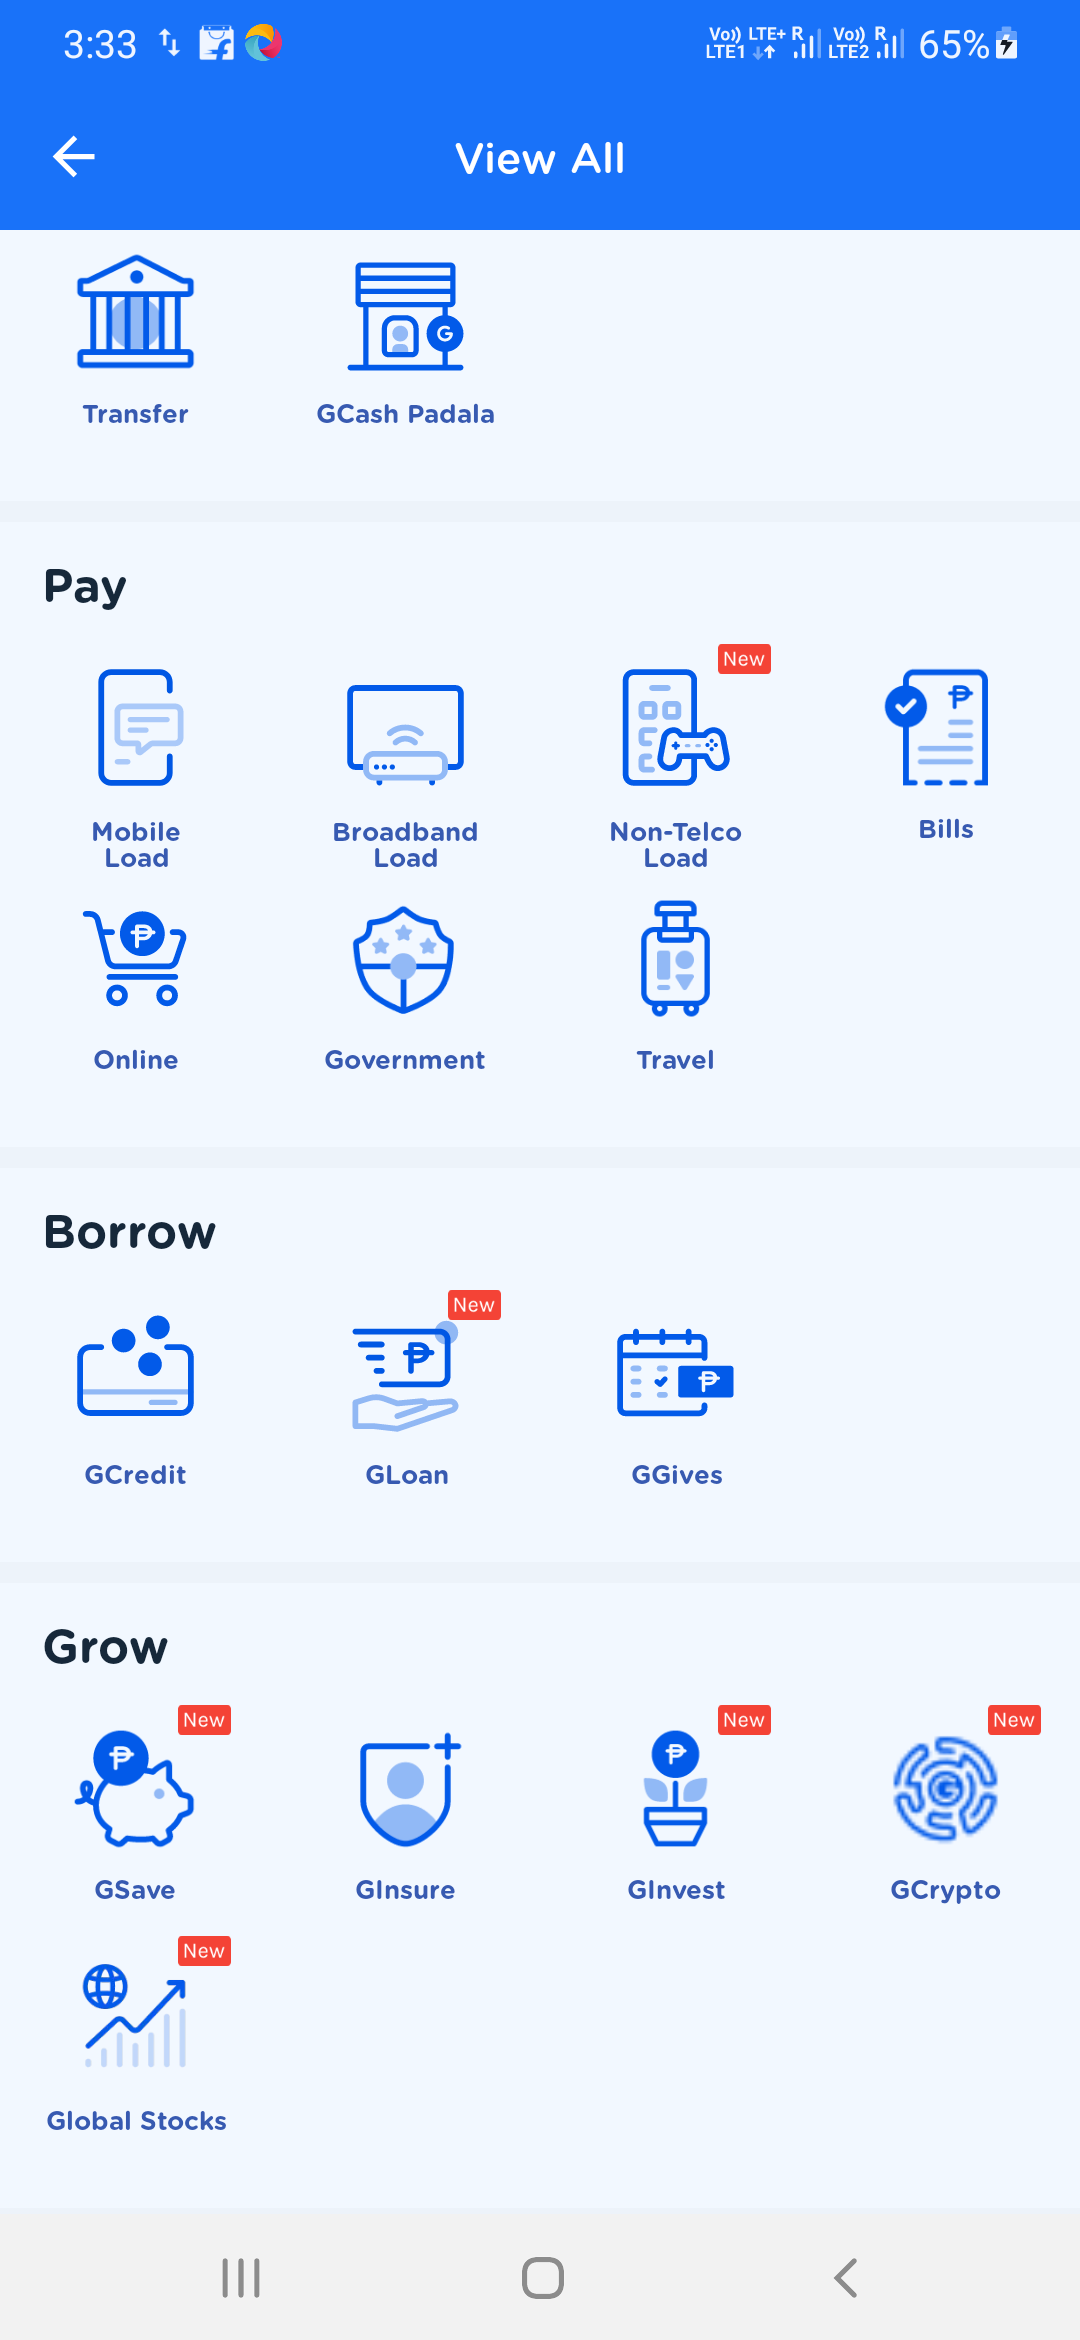 3:33
Vo)) LTE+ R Vo)) R
LTE1 LTE2 65%
View All
G
Transfer GCash Padala
Pay
New
₱
Mobile Load
Broadband Load
Non-Telco Load
Bills
₱
Online Government Travel
Borrow
New
₱ ₱
GCredit GLoan GGives
Grow
New New New
₱ ₱ G
GSave GInsure GInvest GCrypto
New
Global Stocks